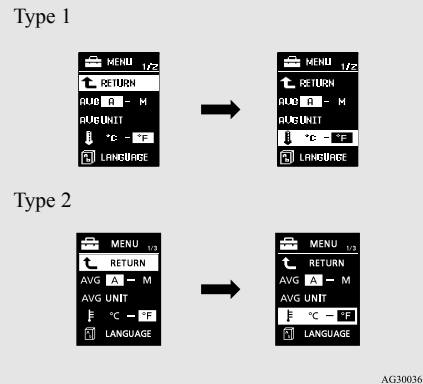 Type 1
MENU 1/2
RETURN
AVG A – M
AVG UNIT
°C – °F
LANGUAGE
MENU 1/2
RETURN
AVG A – M
AVG UNIT
°C – °F
LANGUAGE
Type 2
MENU 1/3
RETURN
AVG A – M
AVG UNIT
°C – °F
LANGUAGE
MENU 1/3
RETURN
AVG A – M
AVG UNIT
°C – °F
LANGUAGE
AG30036